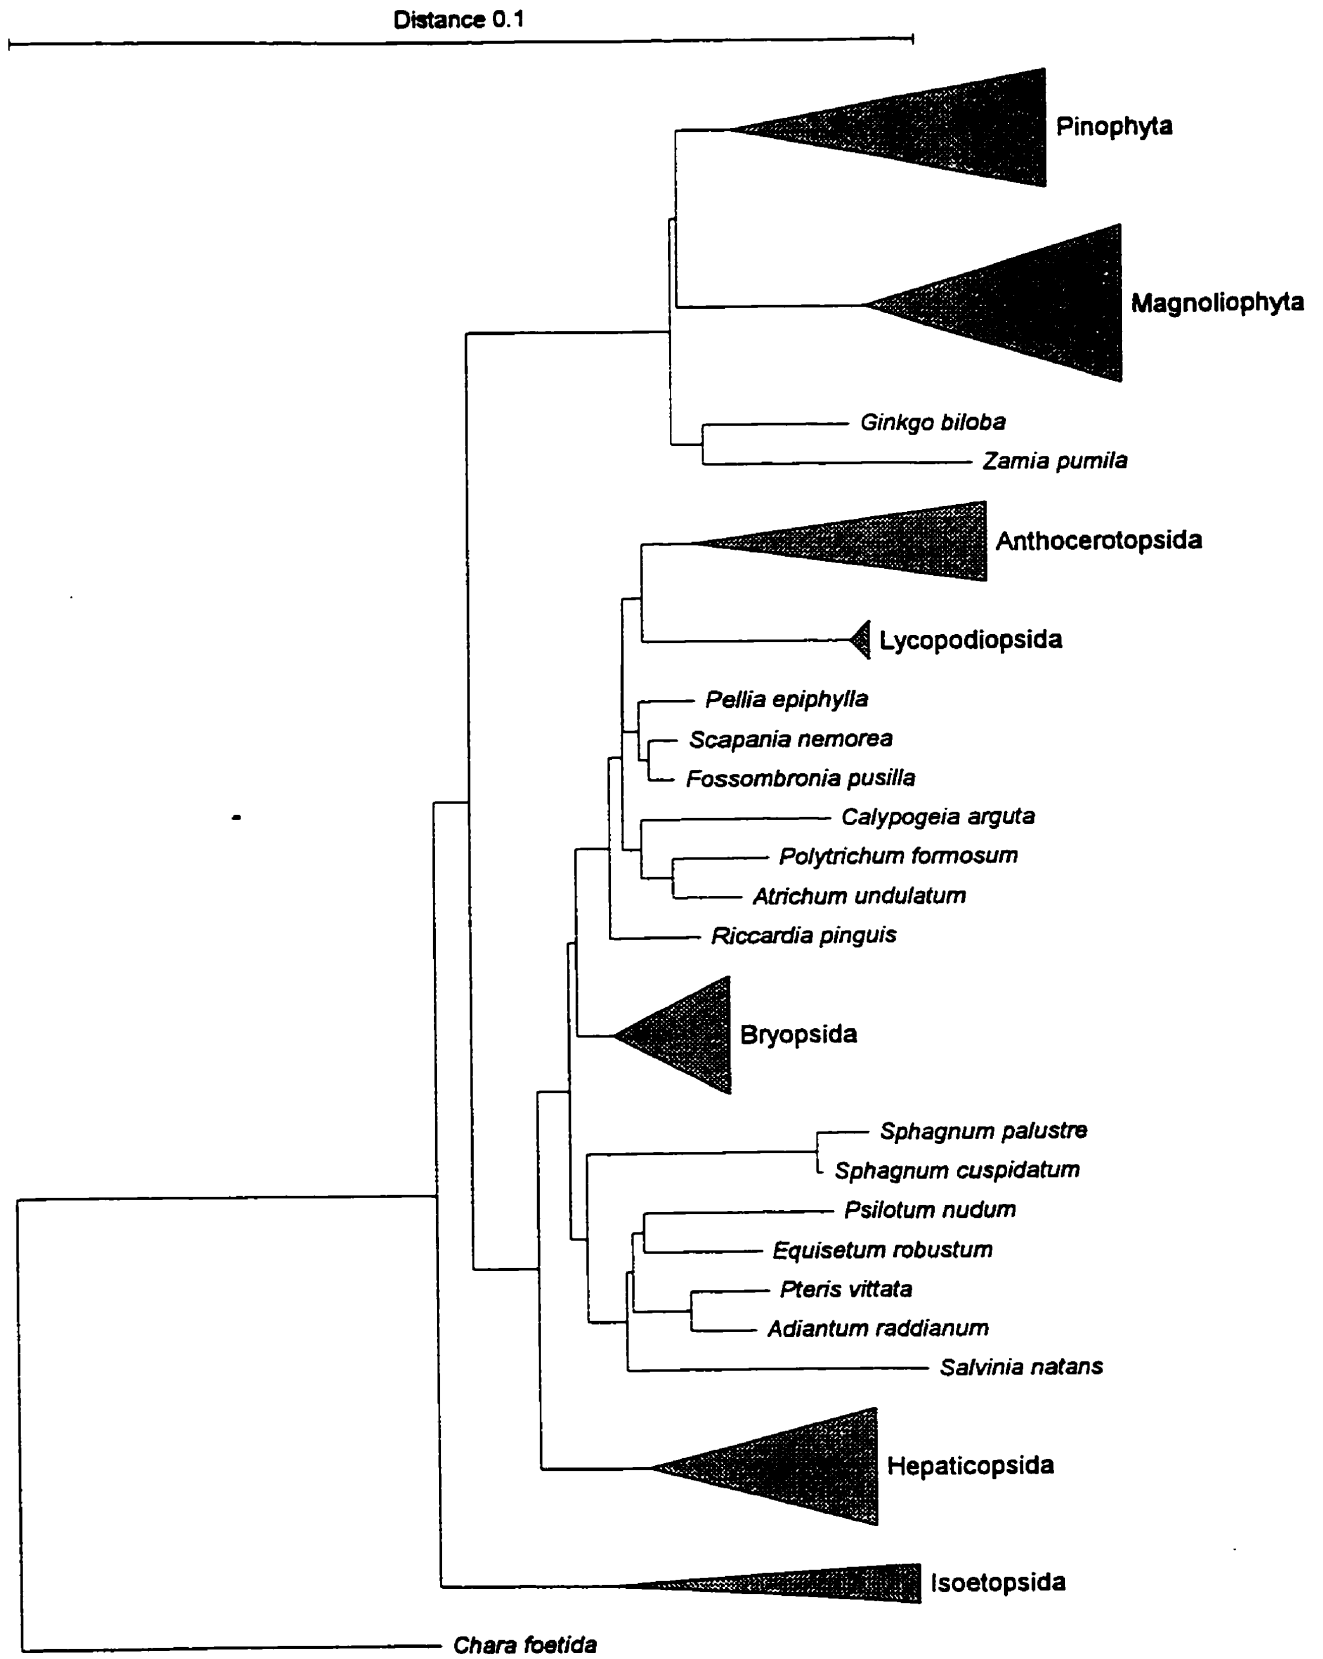 Distance 0.1
Pinophyta
Magnoliophyta
Ginkgo biloba
Zamia pumila
Anthocerotopsida
Lycopodiopsida
Pellia epiphylla
Scapania nemorea
Fossombronia pusilla
Calypogeia arguta
Polytrichum formosum
Atrichum undulatum
Riccardia pinguis
Bryopsida
Sphagnum palustre
Sphagnum cuspidatum
Psilotum nudum
Equisetum robustum
Pteris vittata
Adiantum raddianum
Salvinia natans
Hepaticopsida
Isoetopsida
Chara foetida